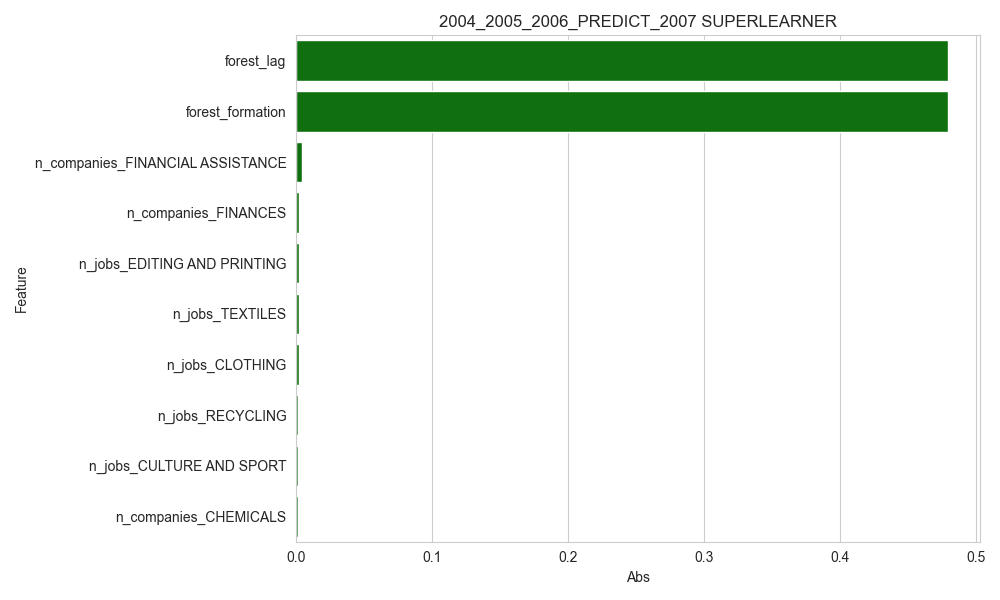 2004_2005_2006_PREDICT_2007 SUPERLEARNER
forest_lag
forest_formation
n_companies_FINANCIAL ASSISTANCE
n_companies_FINANCES
n_jobs_EDITING AND PRINTING
n_jobs_TEXTILES
n_jobs_CLOTHING
n_jobs_RECYCLING
n_jobs_CULTURE AND SPORT
n_companies_CHEMICALS
Feature
0.0 0.1 0.2 0.3 0.4 0.5
Abs